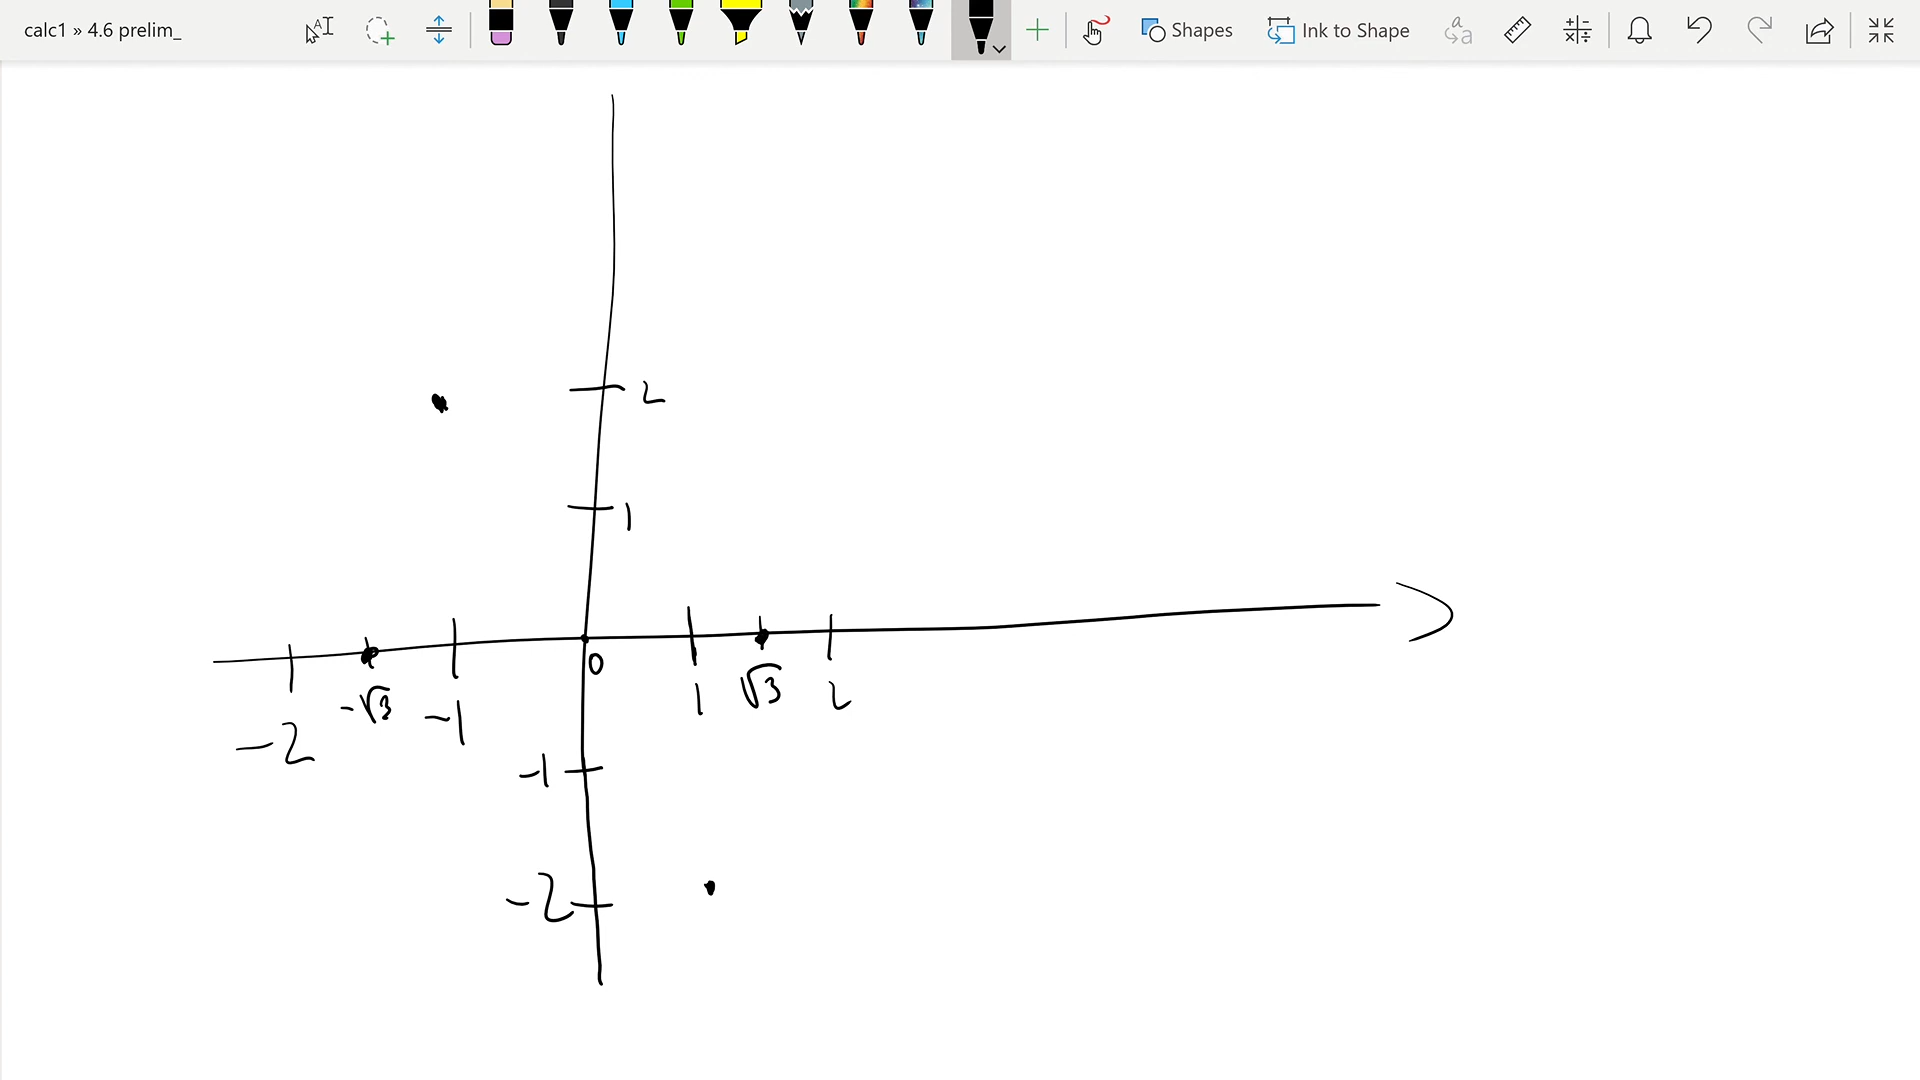 calc1 » 4.6 prelim_
Shapes
Ink to Shape
2
1
0
-2 -√3 -1 1 √3 2
-1
-2